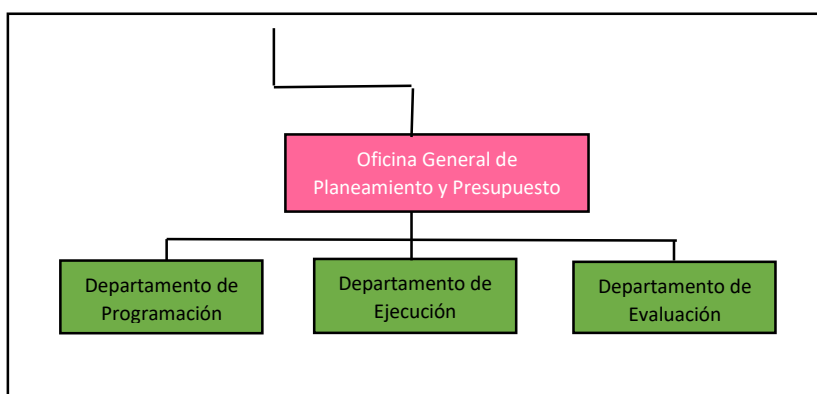 Oficina General de
Planeamiento y Presupuesto
Departamento de
Programación
Departamento de
Ejecución
Departamento de
Evaluación